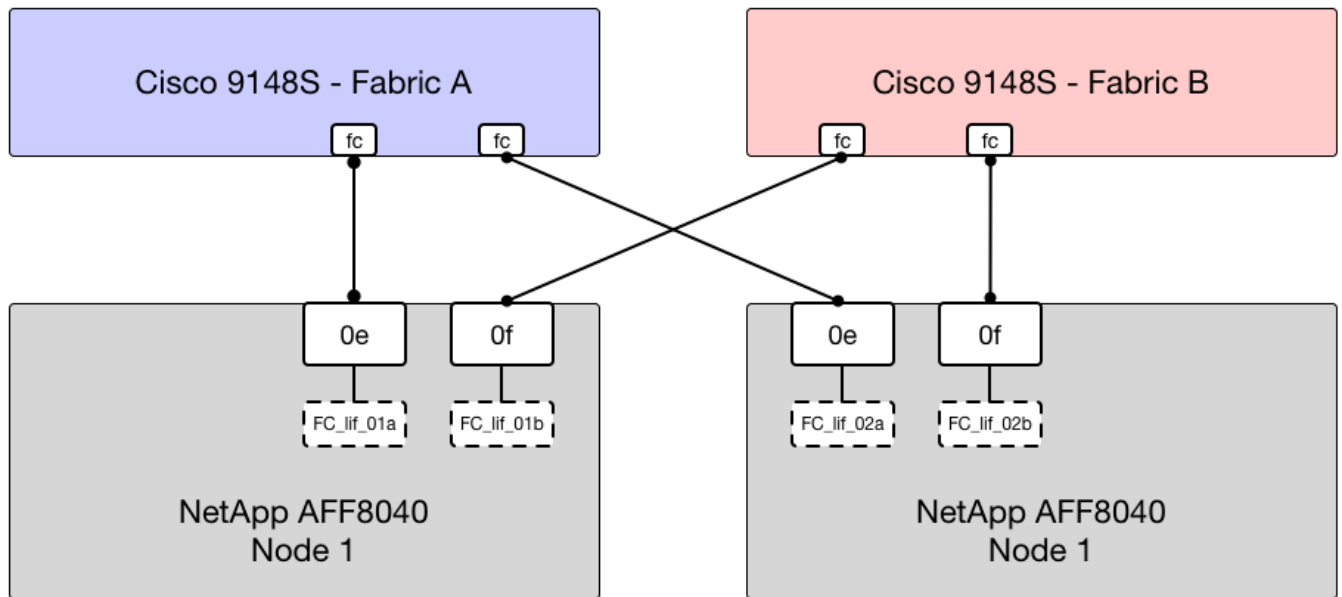 Cisco 9148S - Fabric A
Cisco 9148S - Fabric B
fc
fc
fc
fc
0e
0f
0e
0f
FC_lif_01a
FC_lif_01b
FC_lif_02a
FC_lif_02b
NetApp AFF8040
Node 1
NetApp AFF8040
Node 1